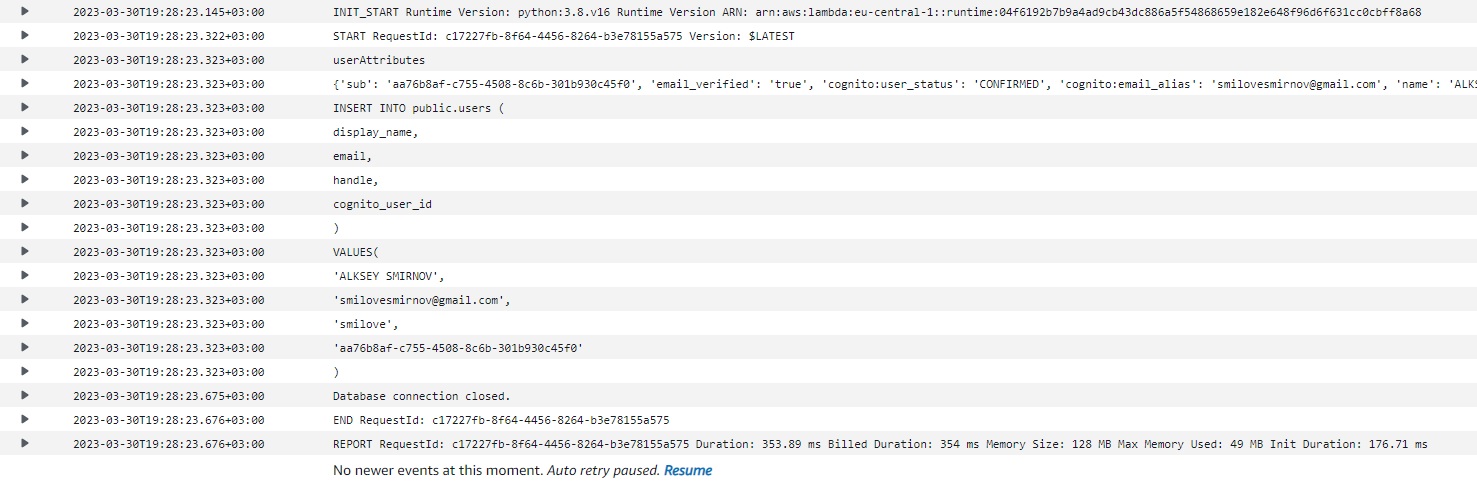 2023-03-30T19:28:23.145+03:00 INIT_START Runtime Version: python:3.8.v16 Runtime Version ARN: arn:aws:lambda:eu-central-1::runtime:04f6192b7b9a4ad9cb43dc886a5f54868659e182e648f96d6f631cc0cbff8a68
2023-03-30T19:28:23.322+03:00 START RequestId: c17227fb-8f64-4456-8264-b3e78155a575 Version: $LATEST
2023-03-30T19:28:23.323+03:00 userAttributes
2023-03-30T19:28:23.323+03:00 {'sub': 'aa76b8af-c755-4508-8c6b-301b930c45f0', 'email_verified': 'true', 'cognito:user_status': 'CONFIRMED', 'cognito:email_alias': 'smilovesmirnov@gmail.com', 'name': 'ALKS
2023-03-30T19:28:23.323+03:00 INSERT INTO public.users (
2023-03-30T19:28:23.323+03:00 display_name,
2023-03-30T19:28:23.323+03:00 email,
2023-03-30T19:28:23.323+03:00 handle,
2023-03-30T19:28:23.323+03:00 cognito_user_id
2023-03-30T19:28:23.323+03:00 )
2023-03-30T19:28:23.323+03:00 VALUES(
2023-03-30T19:28:23.323+03:00 'ALKSEY SMIRNOV',
2023-03-30T19:28:23.323+03:00 'smilovesmirnov@gmail.com',
2023-03-30T19:28:23.323+03:00 'smilove',
2023-03-30T19:28:23.323+03:00 'aa76b8af-c755-4508-8c6b-301b930c45f0'
2023-03-30T19:28:23.323+03:00 )
2023-03-30T19:28:23.675+03:00 Database connection closed.
2023-03-30T19:28:23.676+03:00 END RequestId: c17227fb-8f64-4456-8264-b3e78155a575
2023-03-30T19:28:23.676+03:00 REPORT RequestId: c17227fb-8f64-4456-8264-b3e78155a575 Duration: 353.89 ms Billed Duration: 354 ms Memory Size: 128 MB Max Memory Used: 49 MB Init Duration: 176.71 ms
No newer events at this moment. Auto retry paused. Resume